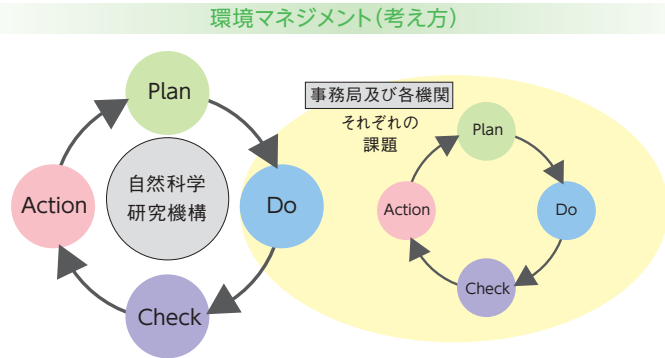 環境マネジメント（考え方）
Plan
Do
Check
Action
自然科学
研究機構
事務局及び各機関
それぞれの
課題
Plan
Do
Check
Action